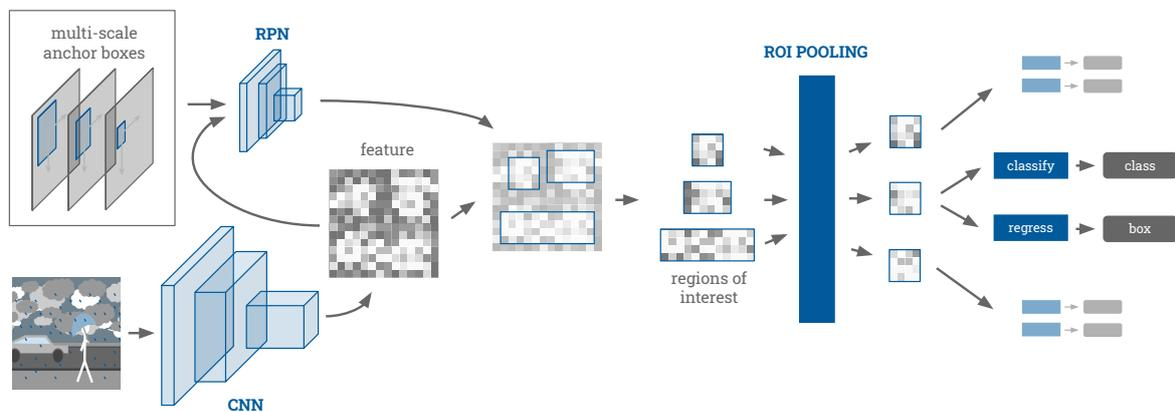 multi-scale
anchor boxes
RPN
feature
CNN
regions of
interest
ROI POOLING
classify
class
regress
box